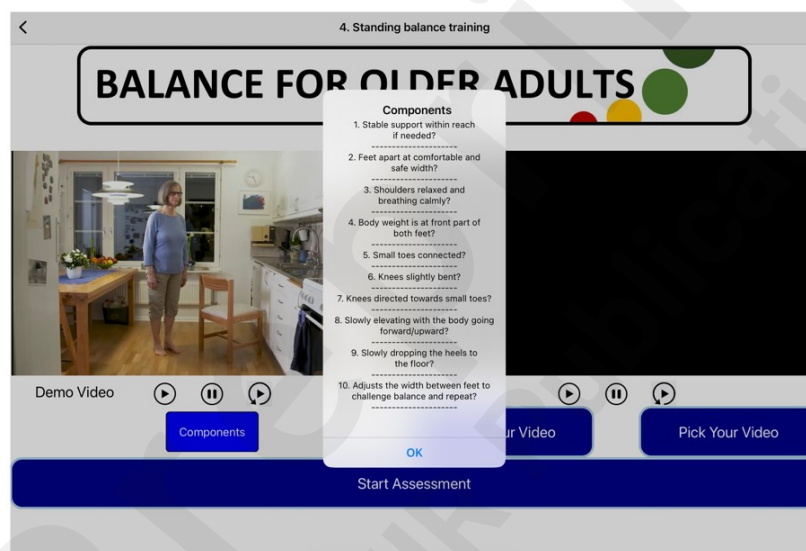 4. Standing balance training
BALANCE FOR OLDER ADULTS
Components
1. Stable support within reach
if needed?
---------------------
2. Feet apart at comfortable and
safe width?
---------------------
3. Shoulders relaxed and
breathing calmly?
---------------------
4. Body weight is at front part of
both feet?
---------------------
5. Small toes connected?
---------------------
6. Knees slightly bent?
---------------------
7. Knees directed towards small toes?
---------------------
8. Slowly elevating with the body going
forward/upward?
---------------------
9. Slowly dropping the heels to
the floor?
---------------------
10. Adjusts the width between feet to
challenge balance and repeat?
---------------------
OK
Demo Video
Components
Video
Pick Your Video
Start Assessment